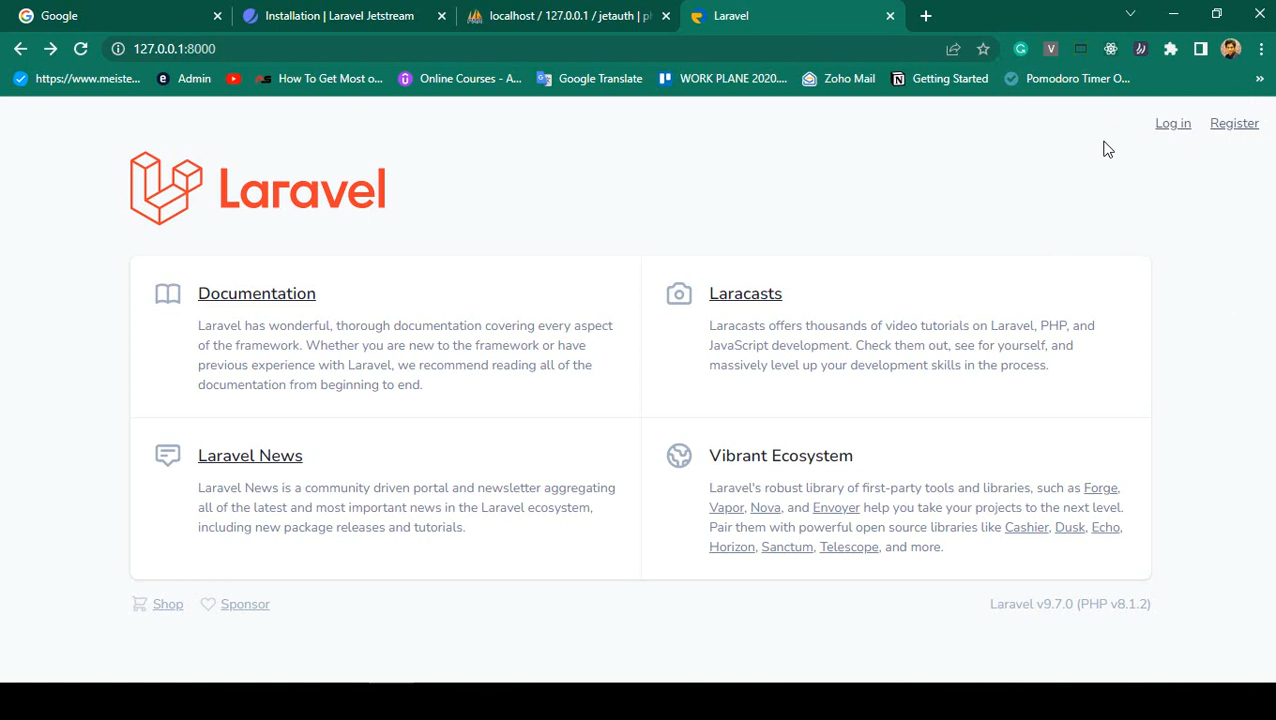 Google
Installation | Laravel Jetstream
localhost / 127.0.0.1 / jetauth | p
Laravel
127.0.0.1:8000
https://www.meiste...
Admin
How To Get Most o...
Online Courses - A...
Google Translate
WORK PLANE 2020....
Zoho Mail
Getting Started
Pomodoro Timer O...
Log in Register
Laravel
Documentation
Laravel has wonderful, thorough documentation covering every aspect
of the framework. Whether you are new to the framework or have
previous experience with Laravel, we recommend reading all of the
documentation from beginning to end.
Laracasts
Laracasts offers thousands of video tutorials on Laravel, PHP, and
JavaScript development. Check them out, see for yourself, and
massively level up your development skills in the process.
Laravel News
Laravel News is a community driven portal and newsletter aggregating
all of the latest and most important news in the Laravel ecosystem,
including new package releases and tutorials.
Vibrant Ecosystem
Laravel's robust library of first-party tools and libraries, such as Forge,
Vapor, Nova, and Envoyer help you take your projects to the next level.
Pair them with powerful open source libraries like Cashier, Dusk, Echo,
Horizon, Sanctum, Telescope, and more.
Shop Sponsor
Laravel v9.7.0 (PHP v8.1.2)